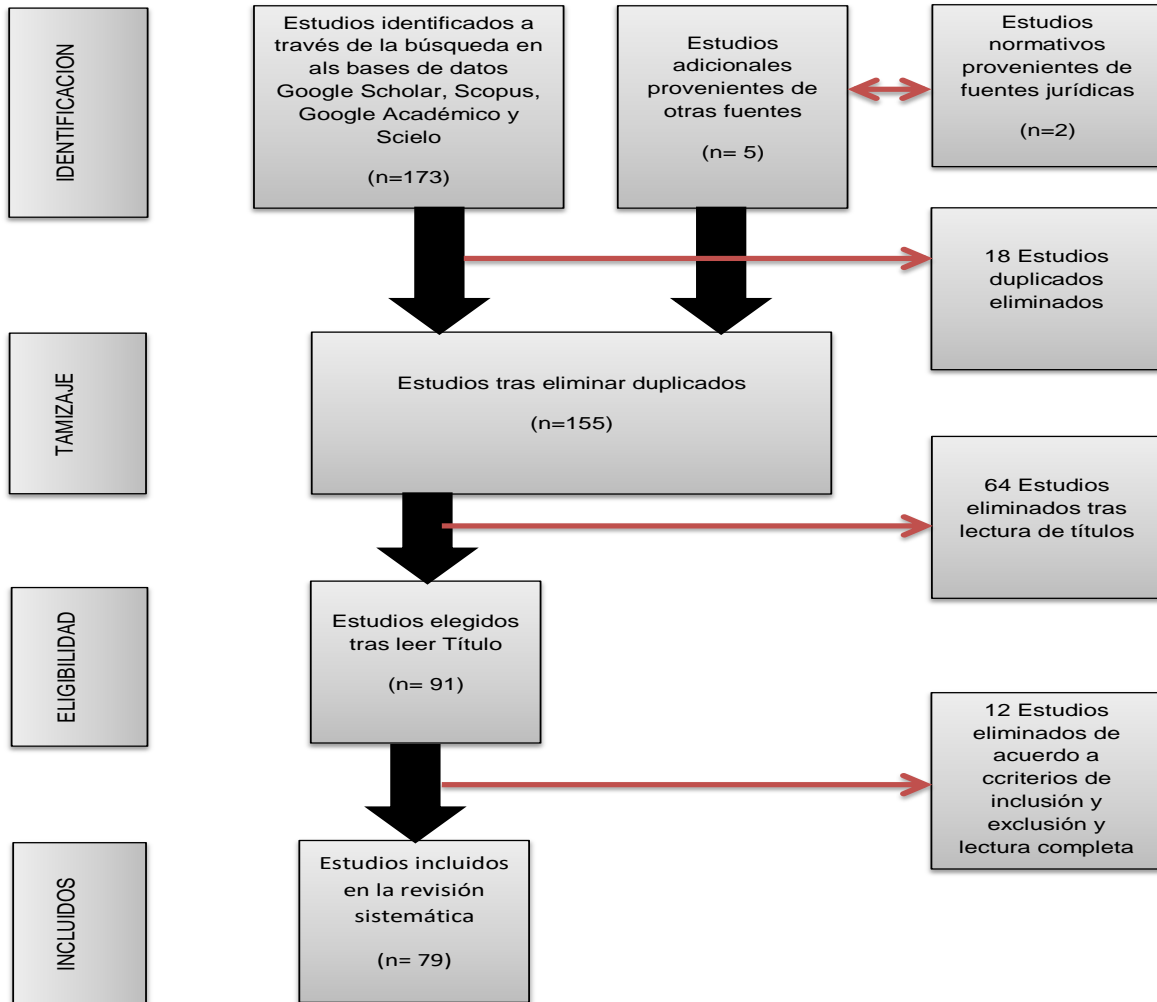 IDENTIFICACION
Estudios identificados a
través de la búsqueda en
als bases de datos
Google Scholar, Scopus,
Google Académico y
Scielo
(n=173)
Estudios
adicionales
provenientes de
otras fuentes
(n= 5)
Estudios
normativos
provenientes de
fuentes jurídicas
(n=2)
18 Estudios
duplicados
eliminados
TAMIZAJE
Estudios tras eliminar duplicados
(n=155)
64 Estudios
eliminados tras
lectura de títulos
ELIGIBILIDAD
Estudios elegidos
tras leer Título
(n= 91)
12 Estudios
eliminados de
acuerdo a
ccriterios de
inclusión y
exclusión y
lectura completa
INCLUIDOS
Estudios incluidos
en la revisión
sistemática
(n= 79)